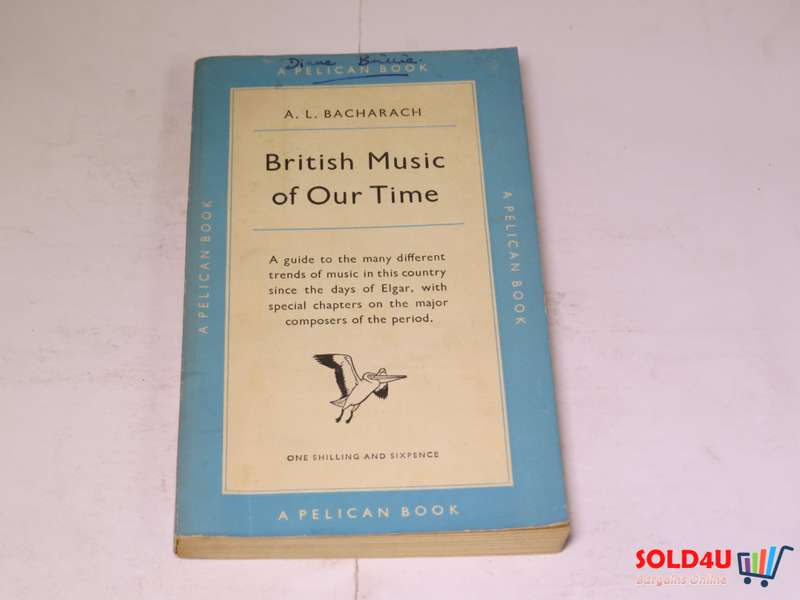 Diane
A PELICAN BOOK
A. L. BACHARACH
British Music
of Our Time
A guide to the many different
trends of music in this country
since the days of Elgar, with
special chapters on the major
composers of the period.
ONE SHILLING AND SIXPENCE
A PELICAN BOOK
A PELICAN BOOK
A PELICAN BOOK
SOLD4U
Bargains Online